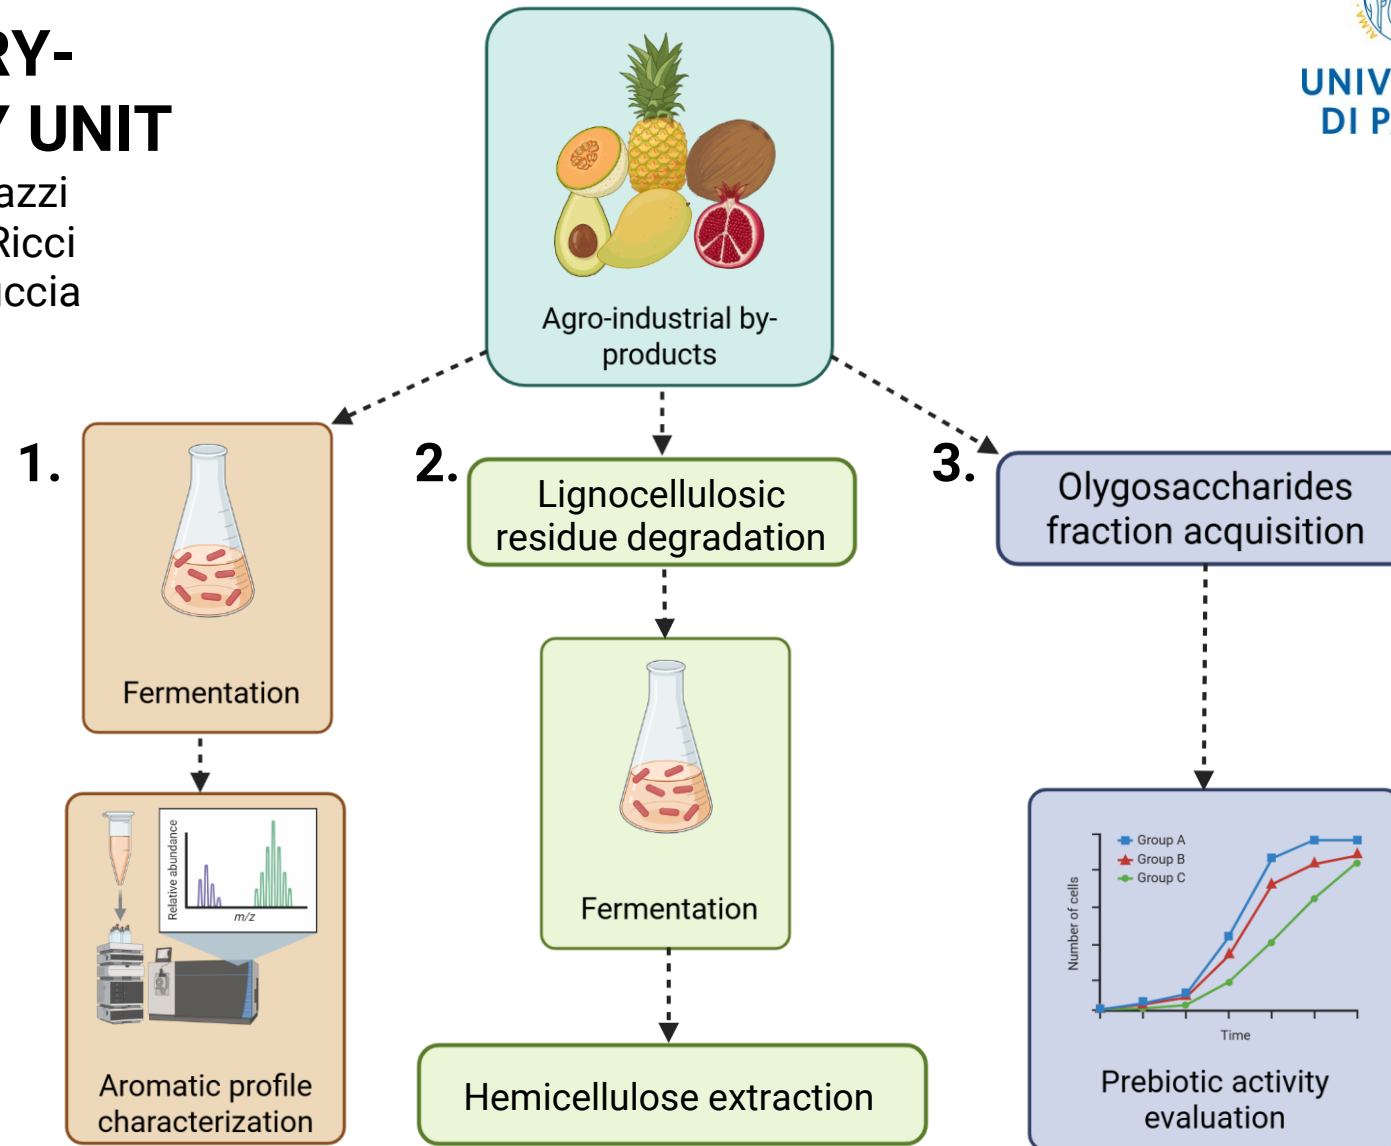 RY-
Y UNIT
azzi
Ricci
uccia
ALMA
UNIV
DI P
Agro-industrial by-
products
1.
Fermentation
Relative abundance
m/z
Aromatic profile
characterization
2.
Lignocellulosic
residue degradation
Fermentation
Hemicellulose extraction
3.
Olygosaccharides
fraction acquisition
Group A
Group B
Group C
Number of cells
Time
Prebiotic activity
evaluation